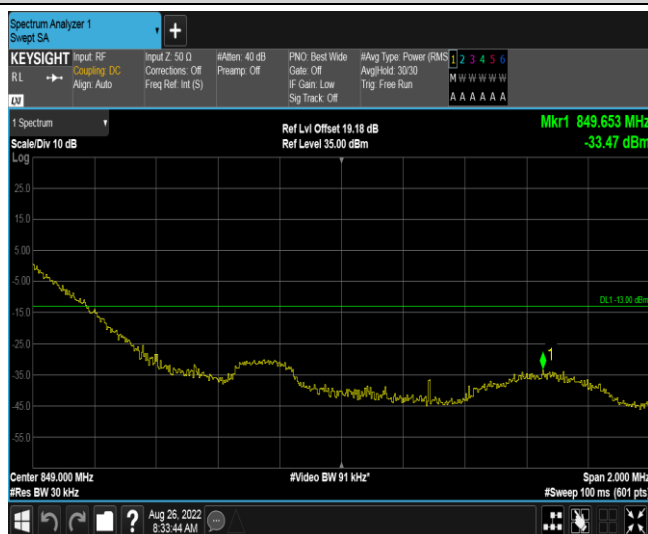 Spectrum Analyzer 1
Swept SA
+
KEYSIGHT
RL
LXI
Input: RF
Coupling: DC
Align: Auto
Input Z: 50 Ω
Corrections: Off
Freq Ref: Int (S)
#Atten: 40 dB
Preamp: Off
PNO: Best Wide
Gate: Off
IF Gain: Low
Sig Track: Off
#Avg Type: Power (RMS
Avg|Hold: 30/30
Trig: Free Run
1 2 3 4 5 6
M W W W W W
A A A A A A
1 Spectrum
Scale/Div 10 dB
Log
Ref Lvl Offset 19.18 dB
Ref Level 35.00 dBm
Mkr1 849.653 MHz
-33.47 dBm
25.0
15.0
5.00
-5.00
DL1 -13.00 dBm
-15.0
-25.0
1
-35.0
-45.0
-55.0
Center 849.000 MHz
#Res BW 30 kHz
#Video BW 91 kHz*
Span 2.000 MHz
#Sweep 100 ms (601 pts)
?
Aug 26, 2022
8:33:44 AM